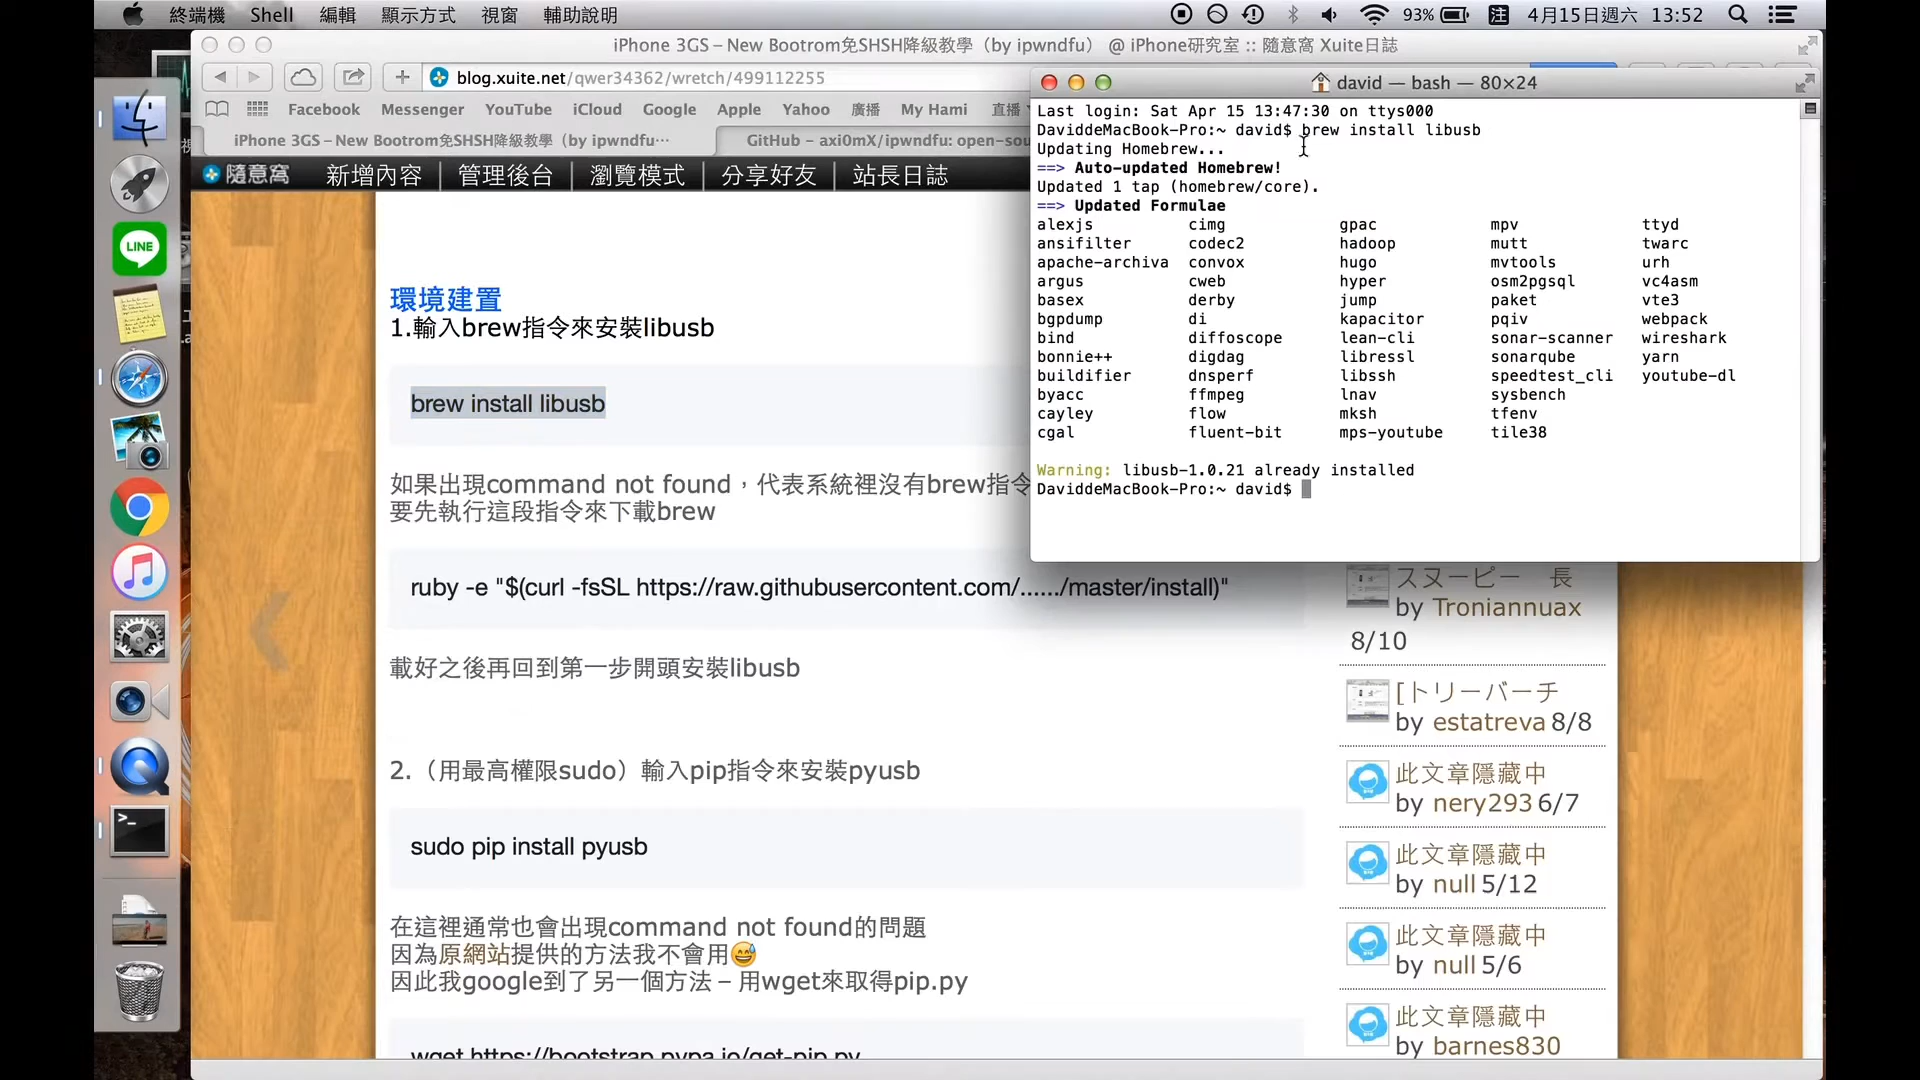 終端機 Shell 編輯 顯示方式 視窗 輔助說明 93% 注 4月15日週六 13:52
iPhone 3GS – New Bootrom免SHSH降級教學（by ipwndfu） @ iPhone研究室 :: 隨意窩 Xuite日誌
blog.xuite.net/qwer34362/wretch/499112255
Facebook Messenger YouTube iCloud Google Apple Yahoo 廣播 My Hami 直播
iPhone 3GS – New Bootrom免SHSH降級教學（by ipwndfu⋯ GitHub – axi0mX/ipwndfu: open-sou
隨意窩 新增內容 管理後台 瀏覽模式 分享好友 站長日誌
環境建置
1.輸入brew指令來安裝libusb
brew install libusb
如果出現command not found，代表系統裡沒有brew指令
要先執行這段指令來下載brew
ruby -e "$(curl -fsSL https://raw.githubusercontent.com/....../master/install)"
載好之後再回到第一步開頭安裝libusb
2.（用最高權限sudo）輸入pip指令來安裝pyusb
sudo pip install pyusb
在這裡通常也會出現command not found的問題
因為原網站提供的方法我不會用😅
因此我google到了另一個方法 – 用wget來取得pip.py
wget https://bootstrap.pypa.io/get-pip.py
david — bash — 80×24
Last login: Sat Apr 15 13:47:30 on ttys000
DaviddeMacBook-Pro:~ david$ brew install libusb
Updating Homebrew...
==> Auto-updated Homebrew!
Updated 1 tap (homebrew/core).
==> Updated Formulae
alexjs cimg gpac mpv ttyd
ansifilter codec2 hadoop mutt twarc
apache-archiva convox hugo mvtools urh
argus cweb hyper osm2pgsql vc4asm
basex derby jump paket vte3
bgpdump di kapacitor pqiv webpack
bind diffoscope lean-cli sonar-scanner wireshark
bonnie++ digdag libressl sonarqube yarn
buildifier dnsperf libssh speedtest_cli youtube-dl
byacc ffmpeg lnav sysbench
cayley flow mksh tfenv
cgal fluent-bit mps-youtube tile38
Warning: libusb-1.0.21 already installed
DaviddeMacBook-Pro:~ david$
スヌーピー 長
by Troniannuax
8/10
[トリーバーチ
by estatreva 8/8
此文章隱藏中
by nery293 6/7
此文章隱藏中
by null 5/12
此文章隱藏中
by null 5/6
此文章隱藏中
by barnes830
LINE